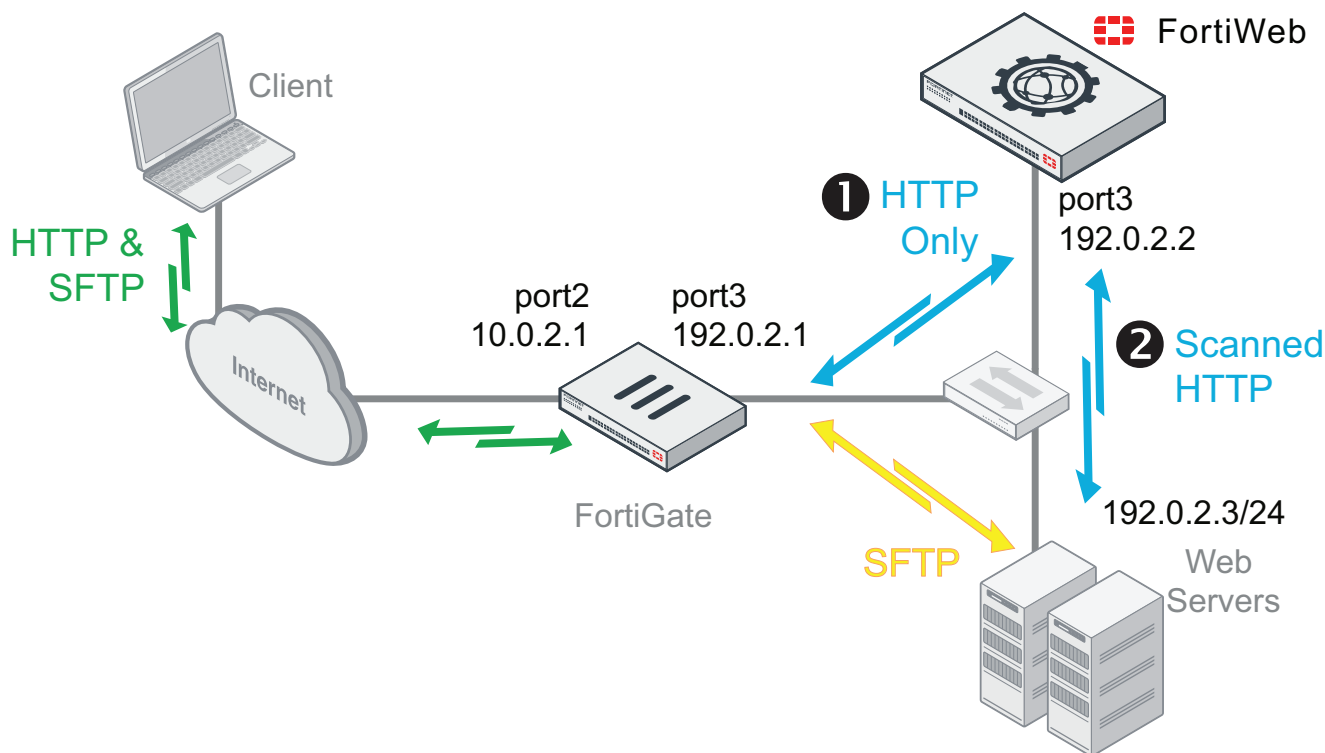 FortiWeb
Client
1 HTTP
Only
port3
192.0.2.2
HTTP &
SFTP
port2
10.0.2.1
port3
192.0.2.1
2 Scanned
HTTP
Internet
FortiGate
192.0.2.3/24
SFTP
Web
Servers